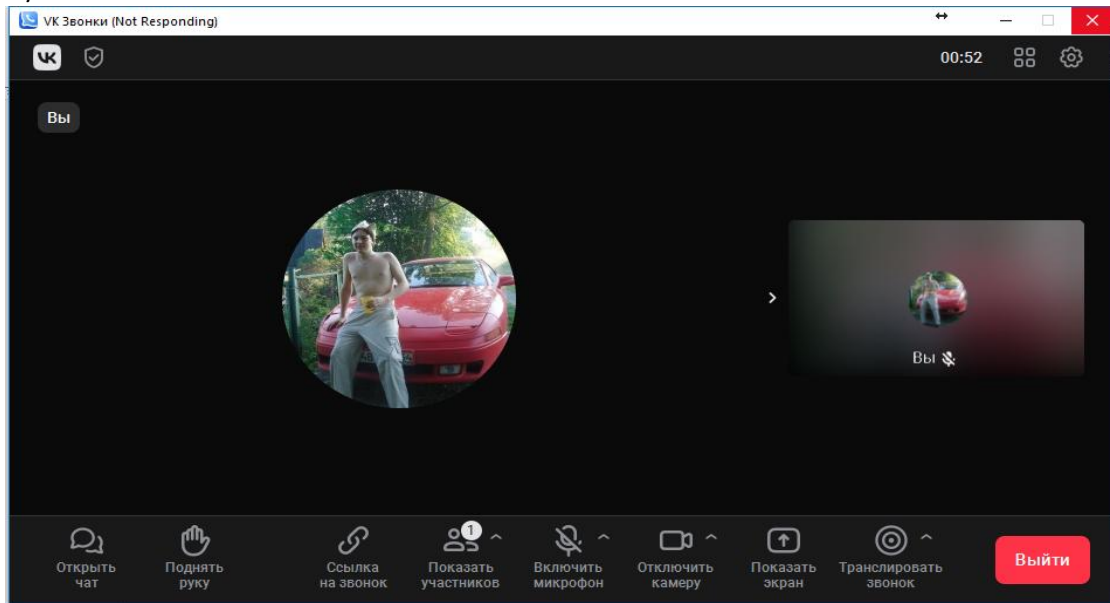 VK Звонки (Not Responding)
00:52
Вы
Вы
1
Открыть
чат
Поднять
руку
Ссылка
на звонок
Показать
участников
Включить
микрофон
Отключить
камеру
Показать
экран
Транслировать
звонок
Выйти